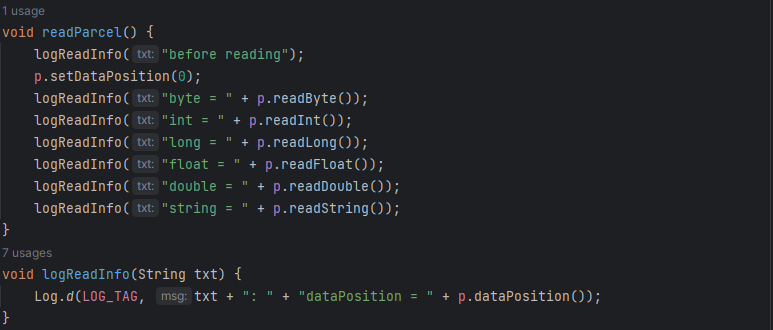 1 usage
void readParcel() {
    logReadInfo( txt: "before reading");
    p.setDataPosition(0);
    logReadInfo( txt: "byte = " + p.readByte());
    logReadInfo( txt: "int = " + p.readInt());
    logReadInfo( txt: "long = " + p.readLong());
    logReadInfo( txt: "float = " + p.readFloat());
    logReadInfo( txt: "double = " + p.readDouble());
    logReadInfo( txt: "string = " + p.readString());
}
7 usages
void logReadInfo(String txt) {
    Log.d(LOG_TAG, msg: txt + ": " + "dataPosition = " + p.dataPosition());
}